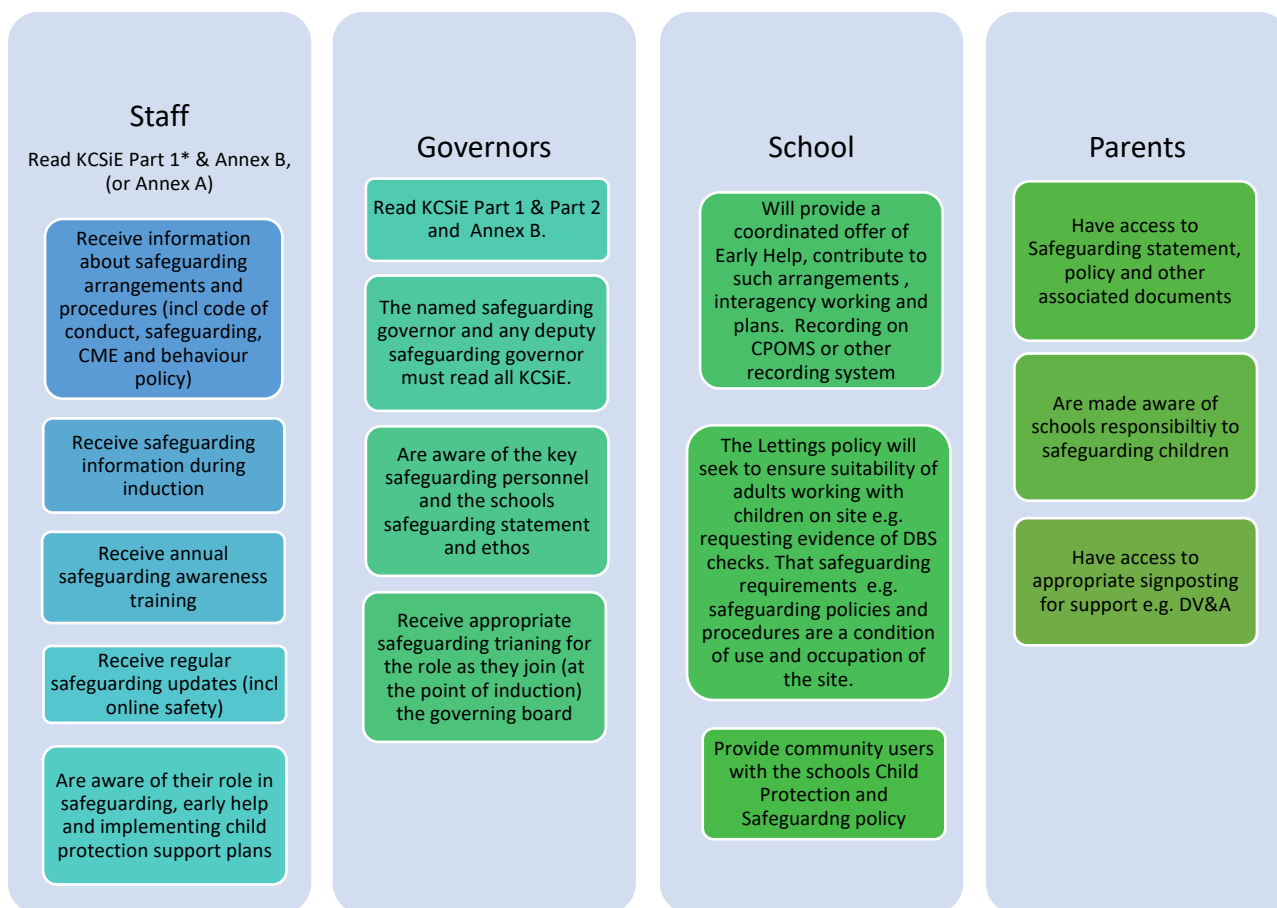 Staff
Read KCSiE Part 1* & Annex B,
(or Annex A)
Receive information
about safeguarding
arrangements and
procedures (incl code of
conduct, safeguarding,
CME and behaviour
policy)
Receive safeguarding
information during
induction
Receive annual
safeguarding awareness
training
Receive regular
safeguarding updates (incl
online safety)
Are aware of their role in
safeguarding, early help
and implementing child
protection support plans
Governors
Read KCSiE Part 1 & Part 2
and Annex B.
The named safeguarding
governor and any deputy
safeguarding governor
must read all KCSiE.
Are aware of the key
safeguarding personnel
and the schools
safeguarding statement
and ethos
Receive appropriate
safeguarding trianing for
the role as they join (at
the point of induction)
the governing board
School
Will provide a
coordinated offer of
Early Help, contribute to
such arrangements ,
interagency working and
plans. Recording on
CPOMS or other
recording system
The Lettings policy will
seek to ensure suitability of
adults working with
children on site e.g.
requesting evidence of DBS
checks. That safeguarding
requirements e.g.
safeguarding policies and
procedures are a condition
of use and occupation of
the site.
Provide community users
with the schools Child
Protection and
Safeguardng policy
Parents
Have access to
Safeguarding statement,
policy and other
associated documents
Are made aware of
schools responsibiltiy to
safeguarding children
Have access to
appropriate signposting
for support e.g. DV&A